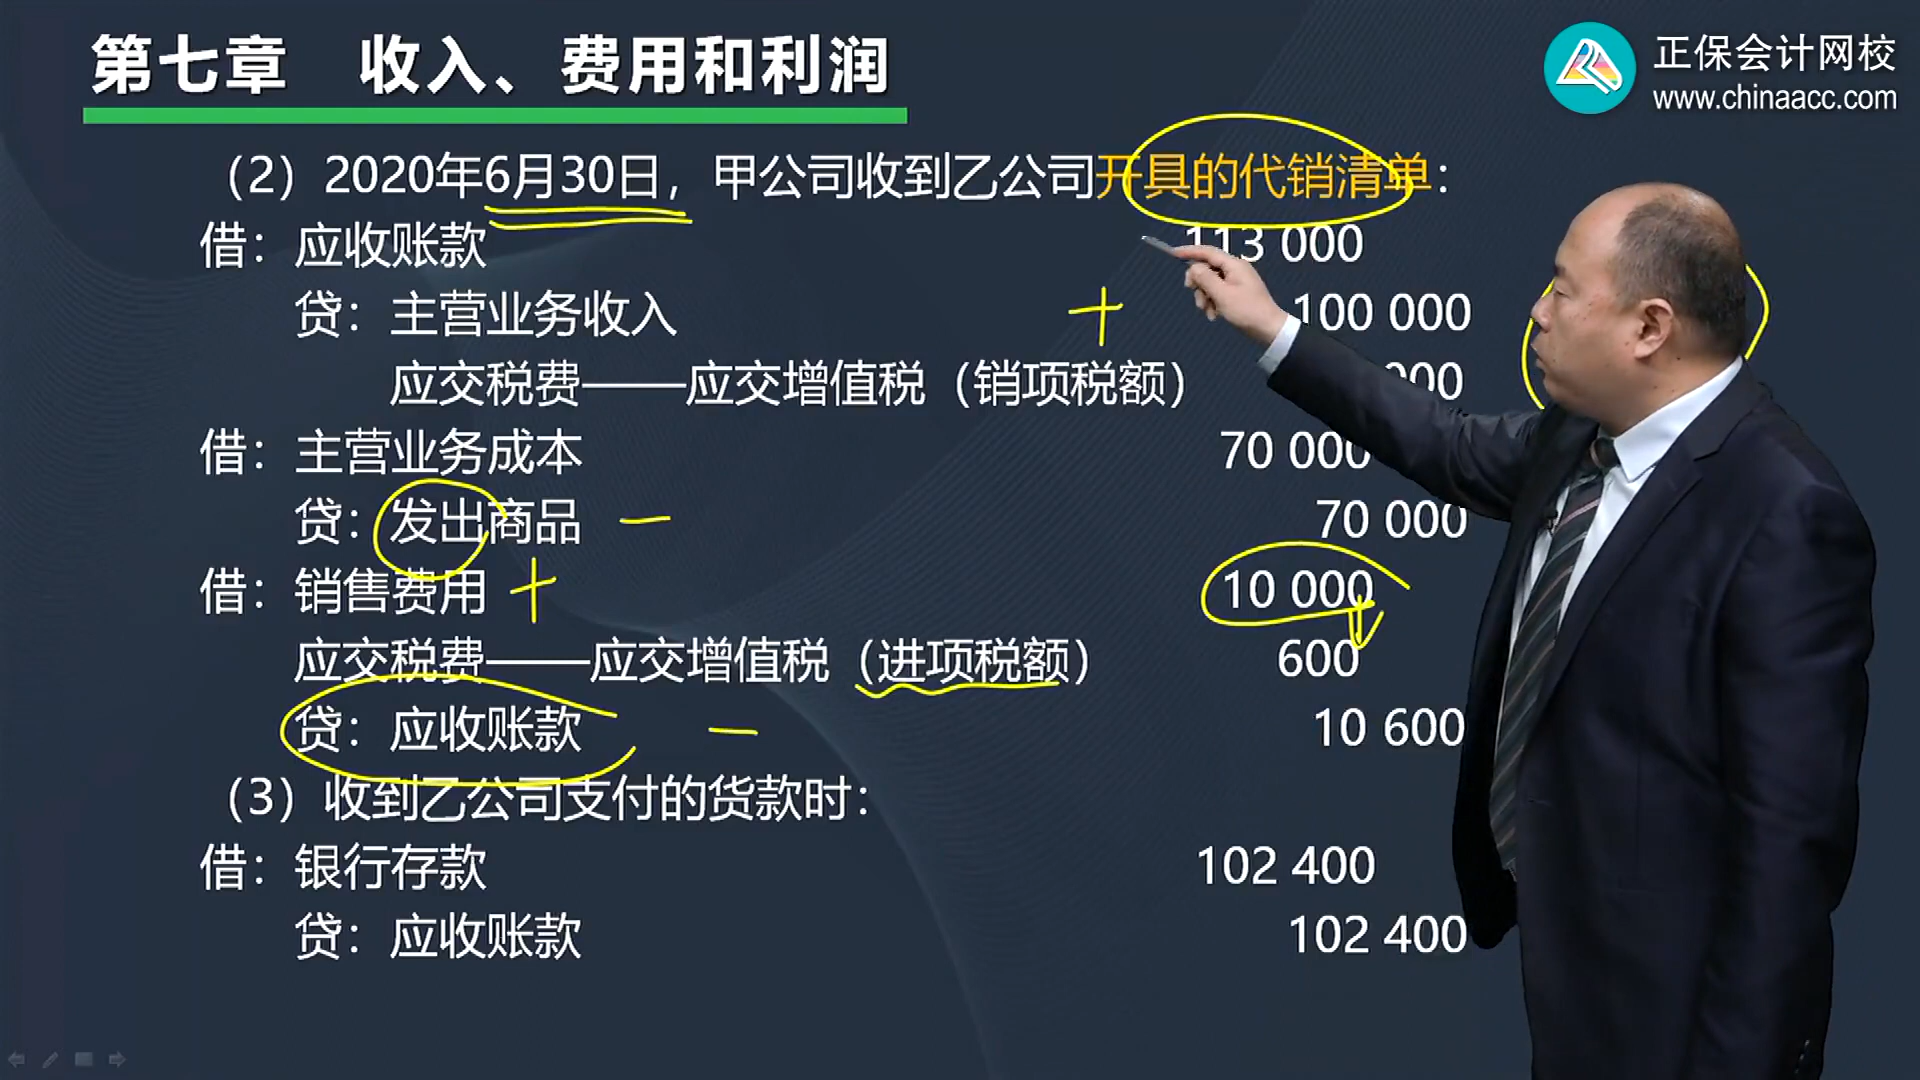 第七章 收入、费用和利润
正保会计网校
www.chinaacc.com
（2）2020年6月30日，甲公司收到乙公司开具的代销清单：
借：应收账款 113 000
贷：主营业务收入 100 000
应交税费——应交增值税（销项税额） 000
借：主营业务成本 70 000
贷：发出商品 70 000
借：销售费用 10 000
应交税费——应交增值税（进项税额） 600
贷：应收账款 10 600
（3）收到乙公司支付的货款时：
借：银行存款 102 400
贷：应收账款 102 400